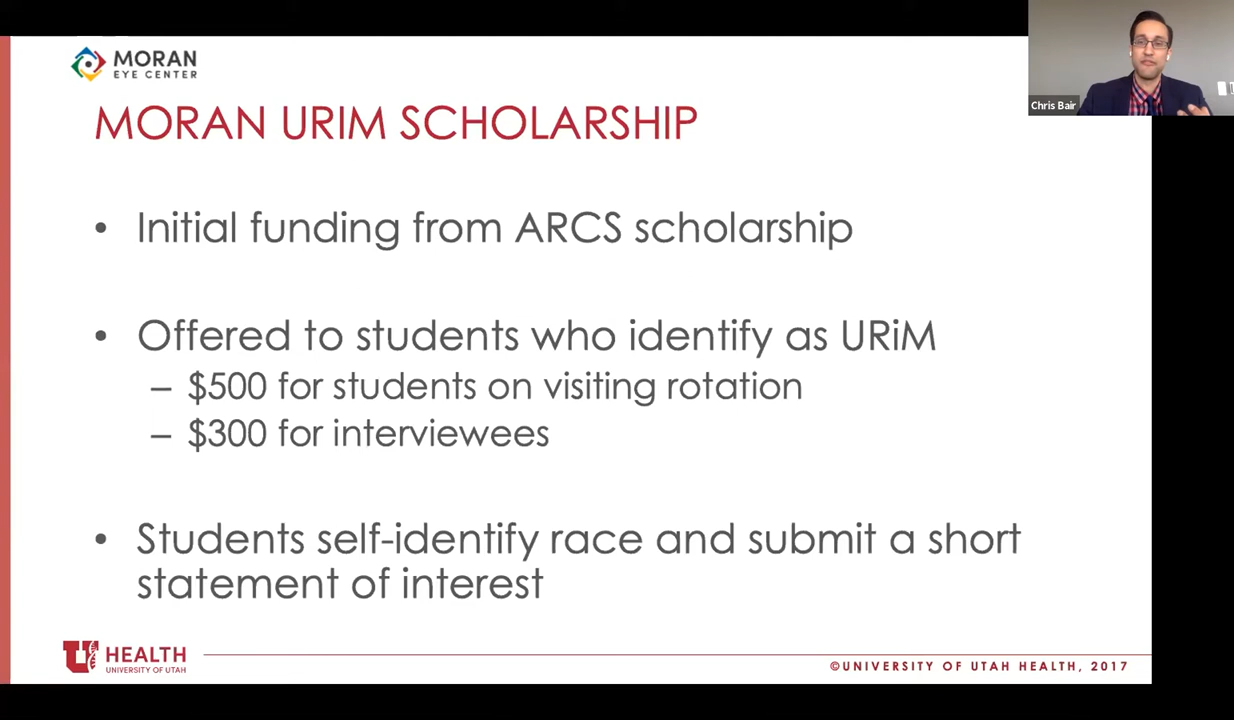 MORAN
EYE CENTER
Chris Bair
MORAN URIM SCHOLARSHIP
• Initial funding from ARCS scholarship
• Offered to students who identify as URiM
– $500 for students on visiting rotation
– $300 for interviewees
• Students self-identify race and submit a short
statement of interest
U HEALTH
UNIVERSITY OF UTAH
©UNIVERSITY OF UTAH HEALTH, 2017